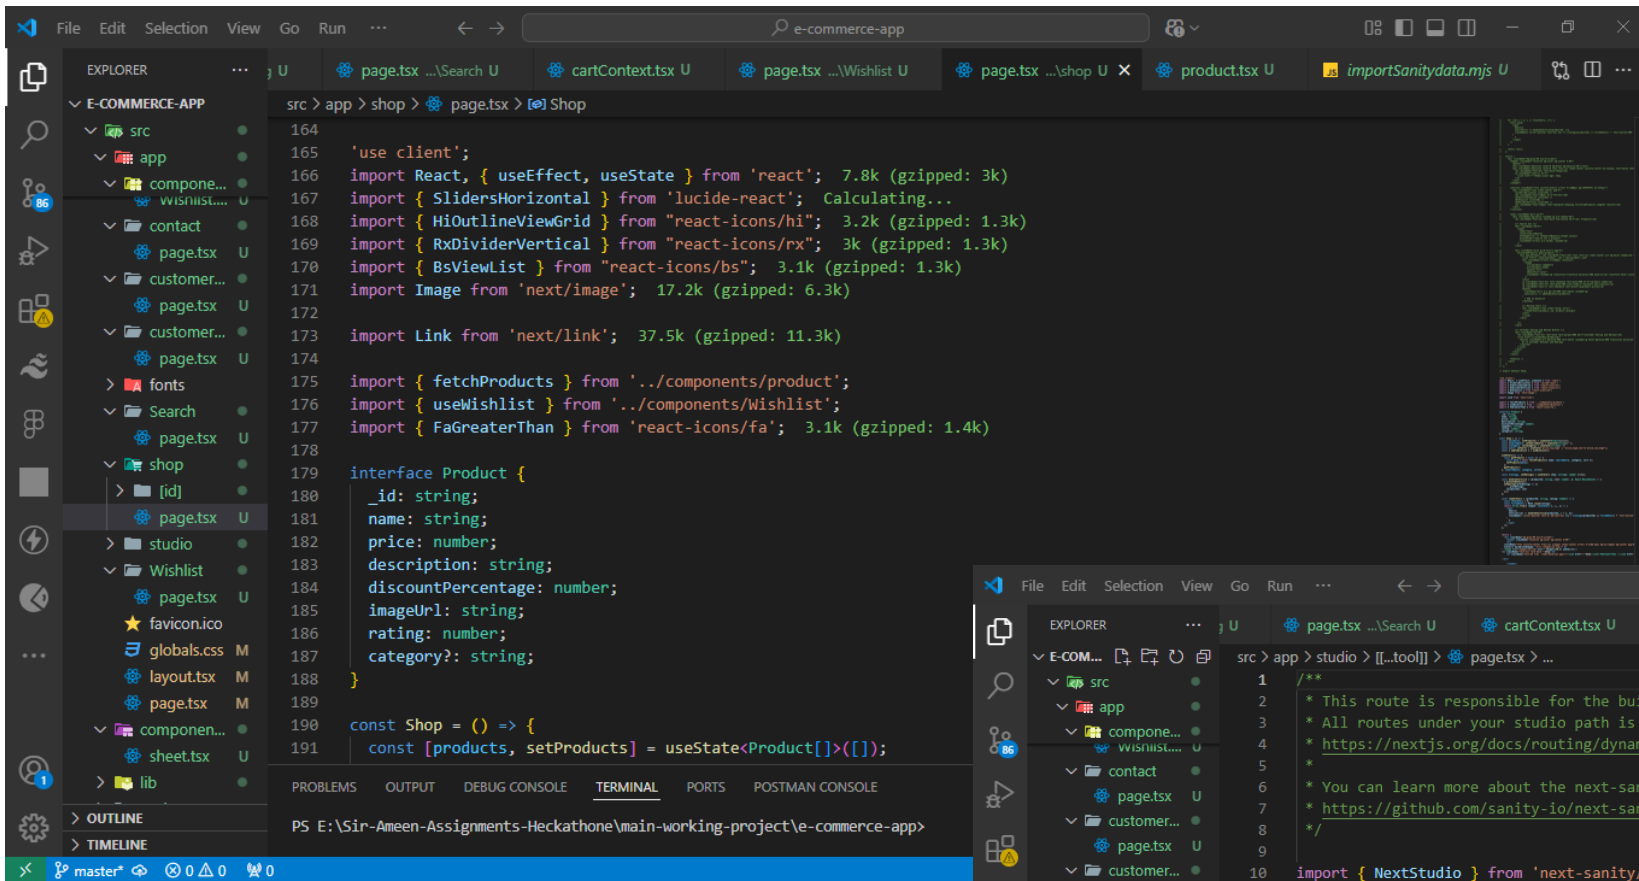 File Edit Selection View Go Run ··· e-commerce-app
EXPLORER ···
U page.tsx ...\Search U cartContext.tsx U page.tsx ...\Wishlist U page.tsx ...\shop U product.tsx U JS importSanitydata.mjs U
E-COMMERCE-APP
src > app > shop > page.tsx > Shop
src
app
compone...
Wishlist.... U
contact
page.tsx U
customer...
page.tsx U
customer...
page.tsx U
fonts
Search
page.tsx U
shop
[id]
page.tsx U
studio
Wishlist
page.tsx U
favicon.ico
globals.css M
layout.tsx M
page.tsx M
componen...
sheet.tsx U
lib
OUTLINE
TIMELINE
86
1
164
165 'use client';
166 import React, { useEffect, useState } from 'react'; 7.8k (gzipped: 3k)
167 import { SlidersHorizontal } from 'lucide-react'; Calculating...
168 import { HiOutlineViewGrid } from "react-icons/hi"; 3.2k (gzipped: 1.3k)
169 import { RxDividerVertical } from "react-icons/rx"; 3k (gzipped: 1.3k)
170 import { BsViewList } from "react-icons/bs"; 3.1k (gzipped: 1.3k)
171 import Image from 'next/image'; 17.2k (gzipped: 6.3k)
172
173 import Link from 'next/link'; 37.5k (gzipped: 11.3k)
174
175 import { fetchProducts } from '../components/product';
176 import { useWishlist } from '../components/Wishlist';
177 import { FaGreaterThan } from 'react-icons/fa'; 3.1k (gzipped: 1.4k)
178
179 interface Product {
180 _id: string;
181 name: string;
182 price: number;
183 description: string;
184 discountPercentage: number;
185 imageUrl: string;
186 rating: number;
187 category?: string;
188 }
189
190 const Shop = () => {
191 const [products, setProducts] = useState<Product[]>([]);
PROBLEMS OUTPUT DEBUG CONSOLE TERMINAL PORTS POSTMAN CONSOLE
PS E:\Sir-Ameen-Assignments-Heckathone\main-working-project\e-commerce-app>
master* 0 0 0
File Edit Selection View Go Run ···
EXPLORER ···
U page.tsx ...\Search U cartContext.tsx U
E-COM...
src > app > studio > [[...tool]] > page.tsx > ...
src
app
compone...
Wishlist.... U
contact
page.tsx U
customer...
page.tsx U
customer...
86
1 /**
2 * This route is responsible for the bui
3 * All routes under your studio path is
4 * https://nextjs.org/docs/routing/dynam
5 *
6 * You can learn more about the next-san
7 * https://github.com/sanity-io/next-san
8 */
9
10 import { NextStudio } from 'next-sanity/